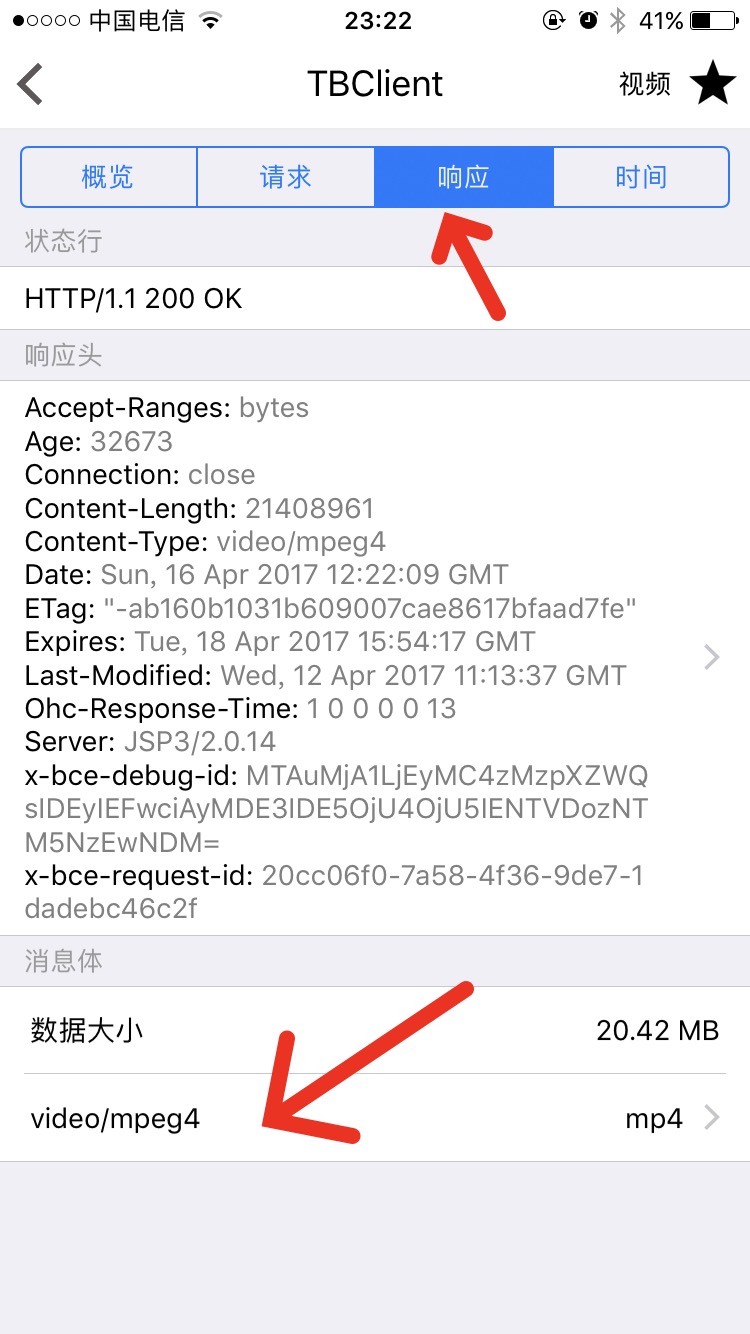 中国电信 23:22 41%
TBClient 视频
概览 请求 响应 时间
状态行
HTTP/1.1 200 OK
响应头
Accept-Ranges: bytes
Age: 32673
Connection: close
Content-Length: 21408961
Content-Type: video/mpeg4
Date: Sun, 16 Apr 2017 12:22:09 GMT
ETag: "-ab160b1031b609007cae8617bfaad7fe"
Expires: Tue, 18 Apr 2017 15:54:17 GMT
Last-Modified: Wed, 12 Apr 2017 11:13:37 GMT
Ohc-Response-Time: 1 0 0 0 0 13
Server: JSP3/2.0.14
x-bce-debug-id: MTAuMjA1LjEyMC4zMzpXZWQ
sIDEyIEFwciAyMDE3IDE5OjU4OjU5IENTVDozNT
M5NzEwNDM=
x-bce-request-id: 20cc06f0-7a58-4f36-9de7-1
dadebc46c2f
消息体
数据大小 20.42 MB
video/mpeg4 mp4